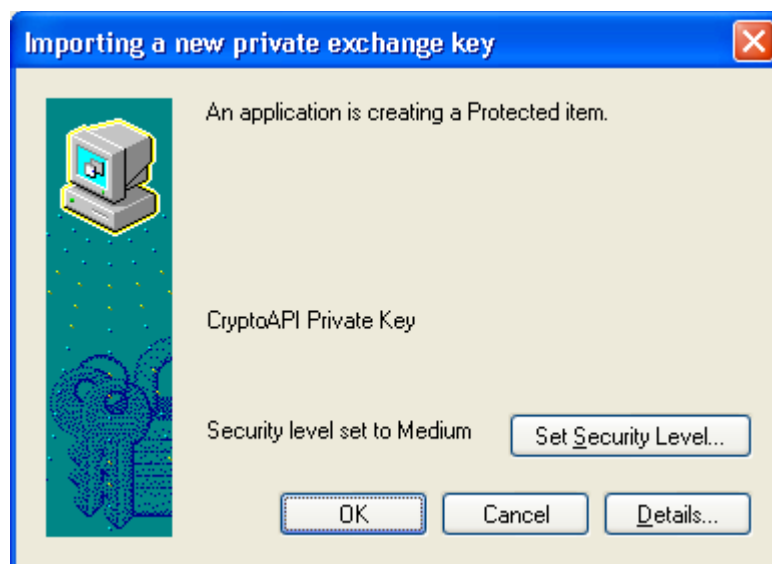 Importing a new private exchange key
An application is creating a Protected item.
CryptoAPI Private Key
Security level set to Medium
Set Security Level...
OK
Cancel
Details...